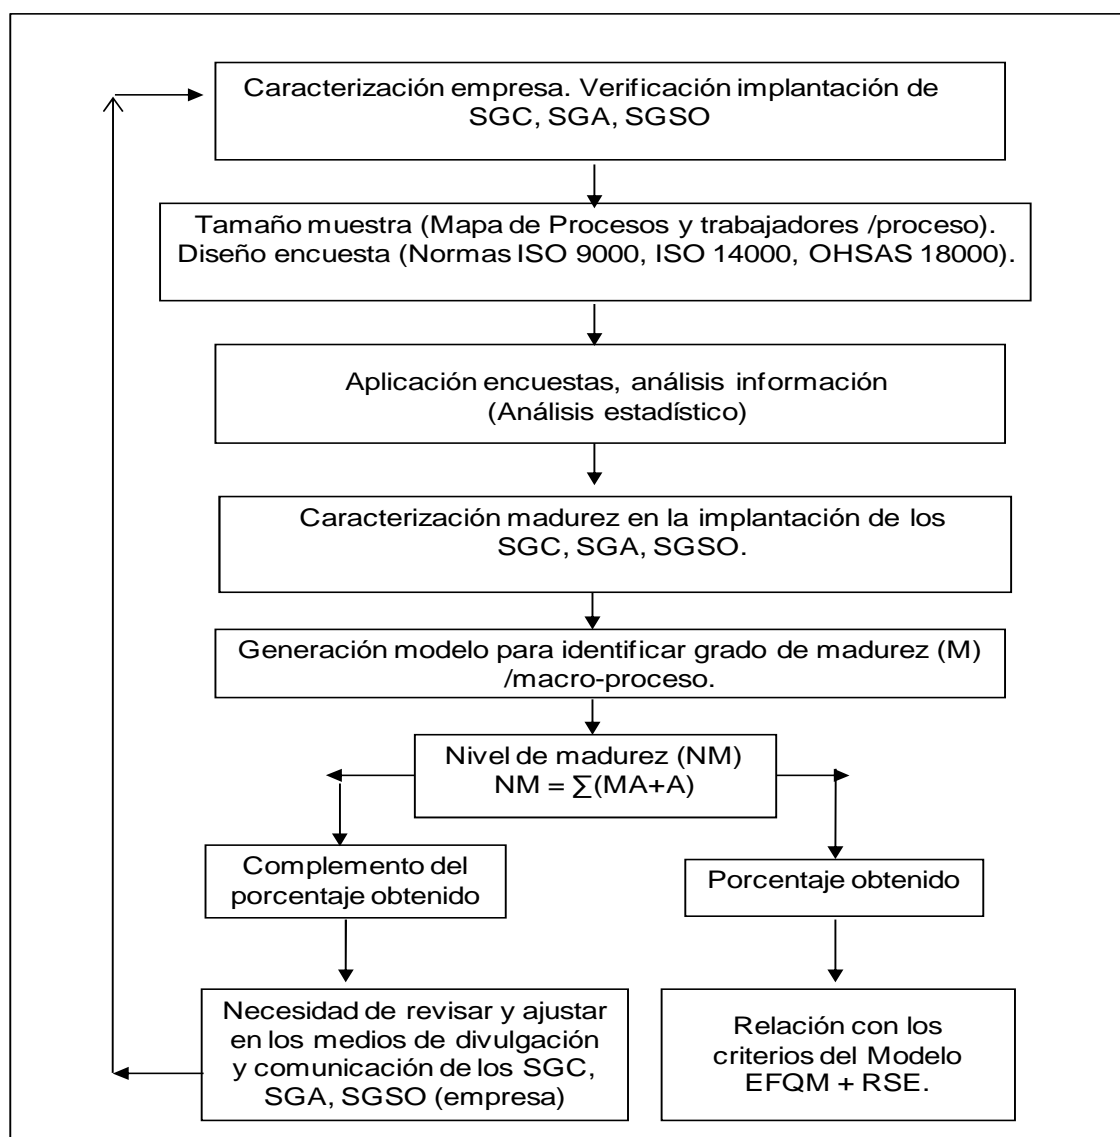 Caracterización empresa. Verificación implantación de
SGC, SGA, SGSO
Tamaño muestra (Mapa de Procesos y trabajadores /proceso).
Diseño encuesta (Normas ISO 9000, ISO 14000, OHSAS 18000).
Aplicación encuestas, análisis información
(Análisis estadístico)
Caracterización madurez en la implantación de los
SGC, SGA, SGSO.
Generación modelo para identificar grado de madurez (M)
/macro-proceso.
Nivel de madurez (NM)
NM = ∑(MA+A)
Complemento del
porcentaje obtenido
Porcentaje obtenido
Necesidad de revisar y ajustar
en los medios de divulgación
y comunicación de los SGC,
SGA, SGSO (empresa)
Relación con los
criterios del Modelo
EFQM + RSE.